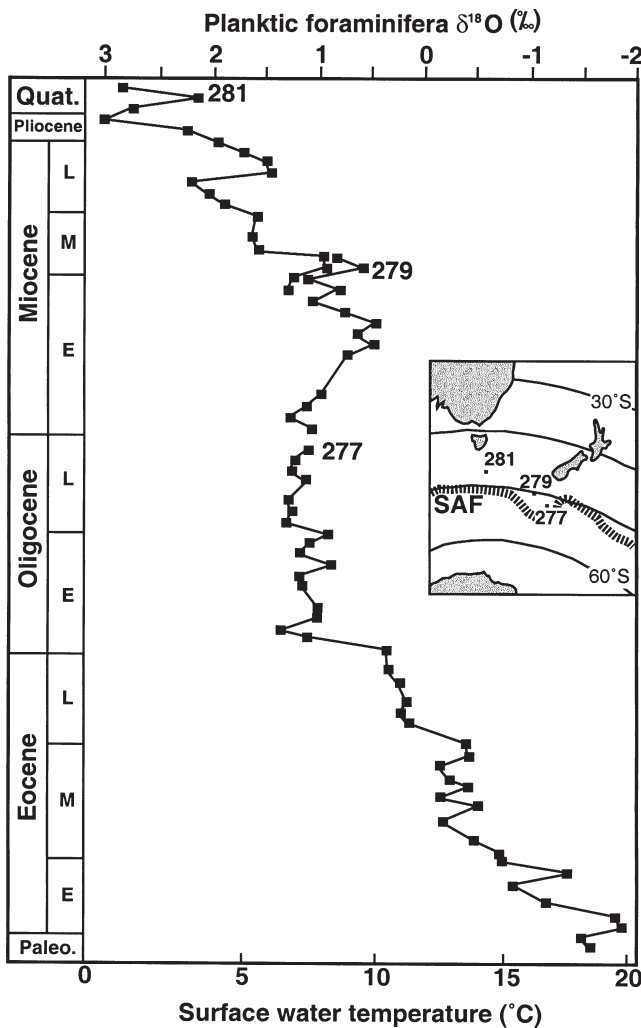 Planktic foraminifera δ¹⁸O (‰)
3 2 1 0 -1 -2
Quat.
281
Pliocene
Miocene
L
M
279
E
30°S
281
279
SAF
277
60°S
Oligocene
L
277
E
Eocene
L
M
E
Paleo.
0 5 10 15 20
Surface water temperature (°C)